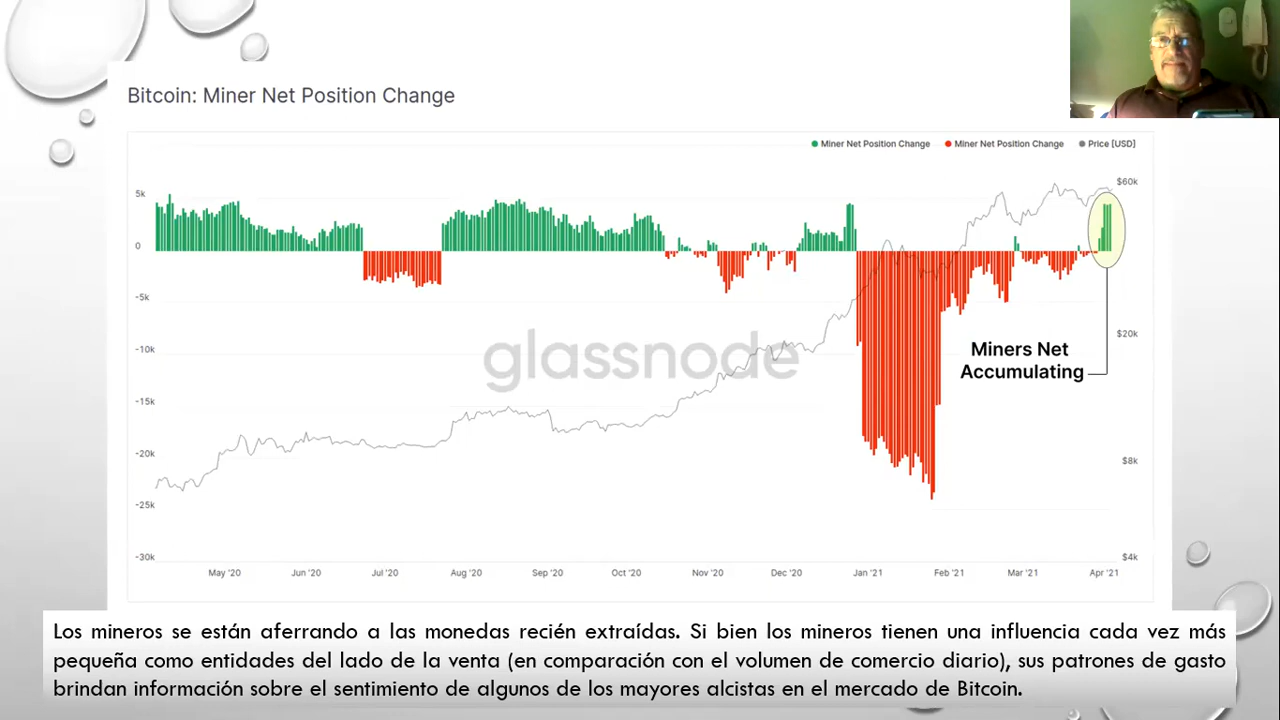 Bitcoin: Miner Net Position Change
Miner Net Position Change
Miner Net Position Change
Price [USD]
5k
0
-5k
-10k
-15k
-20k
-25k
-30k
$60k
$20k
$8k
$4k
glassnode
Miners Net
Accumulating
May '20
Jun '20
Jul '20
Aug '20
Sep '20
Oct '20
Nov '20
Dec '20
Jan '21
Feb '21
Mar '21
Apr '21
Los mineros se están aferrando a las monedas recién extraídas. Si bien los mineros tienen una influencia cada vez más
pequeña como entidades del lado de la venta (en comparación con el volumen de comercio diario), sus patrones de gasto
brindan información sobre el sentimiento de algunos de los mayores alcistas en el mercado de Bitcoin.